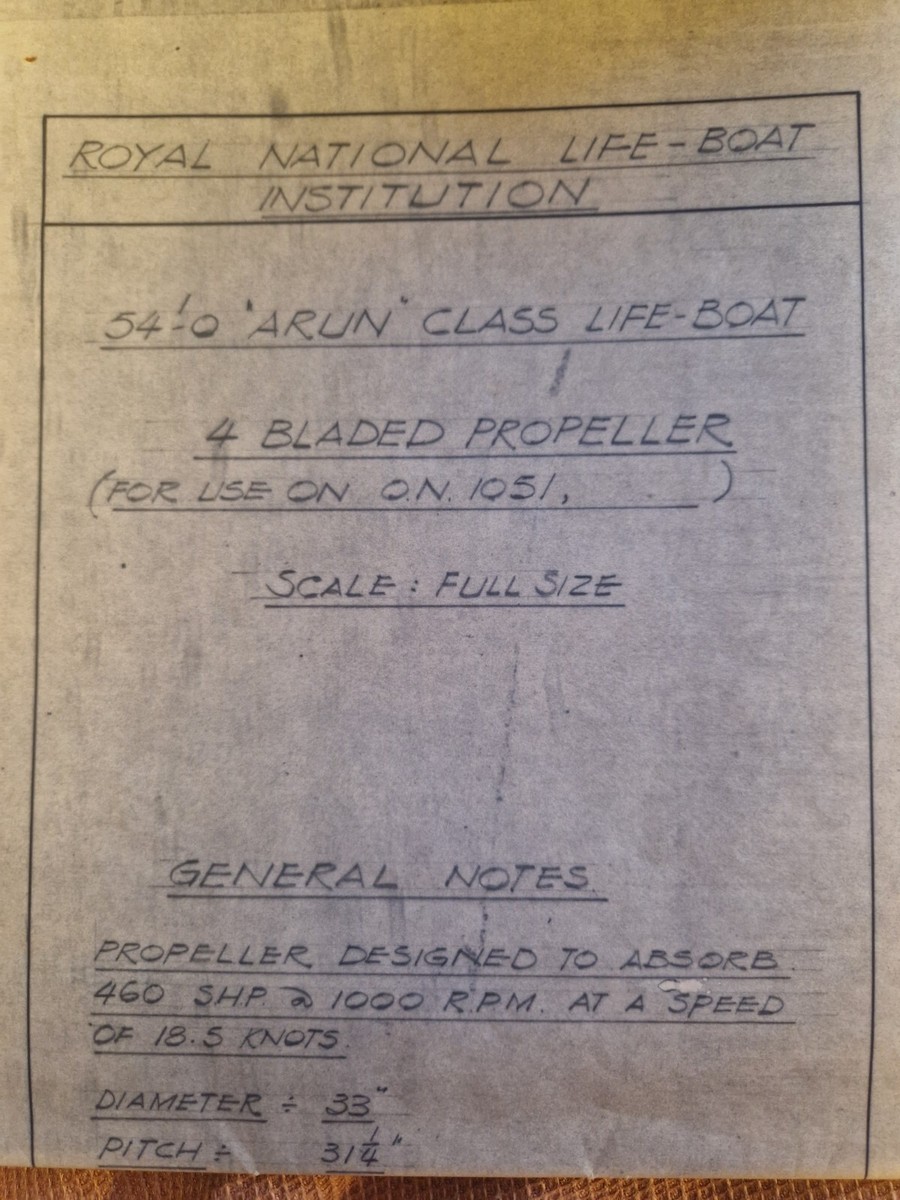 ROYAL NATIONAL LIFE-BOAT
INSTITUTION
54'-0 "ARUN" CLASS LIFE-BOAT
4 BLADED PROPELLER
(FOR USE ON O.N. 1051, )
SCALE : FULL SIZE
GENERAL NOTES.
PROPELLER DESIGNED TO ABSORB
460 SHP. @ 1000 R.P.M. AT A SPEED
OF 18.5 KNOTS.
DIAMETER ÷ 33"
PITCH ÷ 31 1/4"